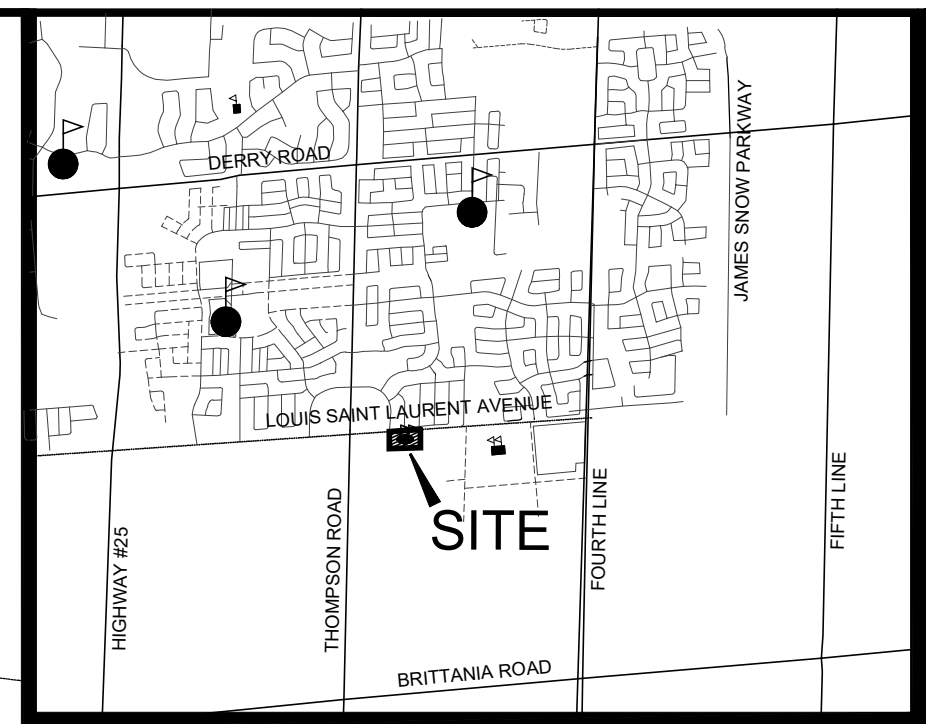 DERRY ROAD
JAMES SNOW PARKWAY
LOUIS SAINT LAURENT AVENUE
SITE
HIGHWAY #25
THOMPSON ROAD
FOURTH LINE
FIFTH LINE
BRITTANIA ROAD